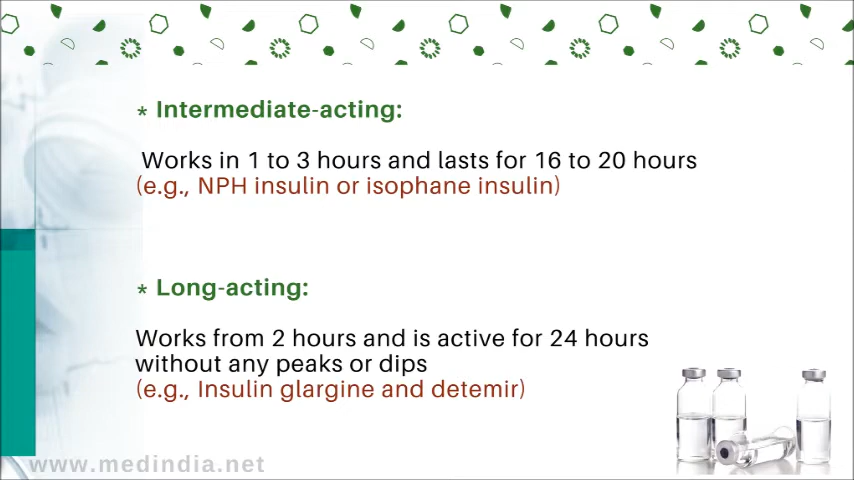 * Intermediate-acting:
Works in 1 to 3 hours and lasts for 16 to 20 hours
(e.g., NPH insulin or isophane insulin)
* Long-acting:
Works from 2 hours and is active for 24 hours
without any peaks or dips
(e.g., Insulin glargine and detemir)
www.medindia.net